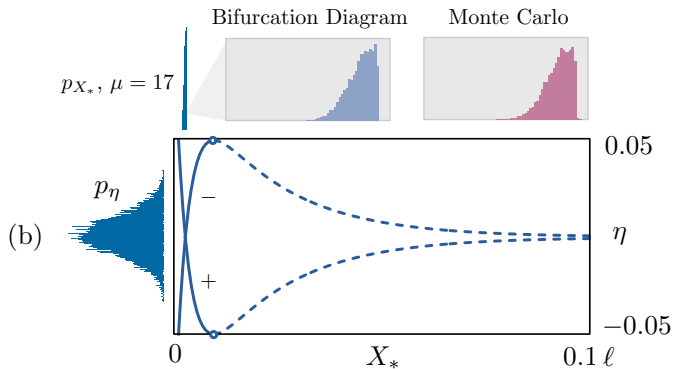 Bifurcation Diagram Monte Carlo
p_{X_*}, μ = 17
0.05
p_η
−
(b) η
+
−0.05
0 X_* 0.1 ℓ